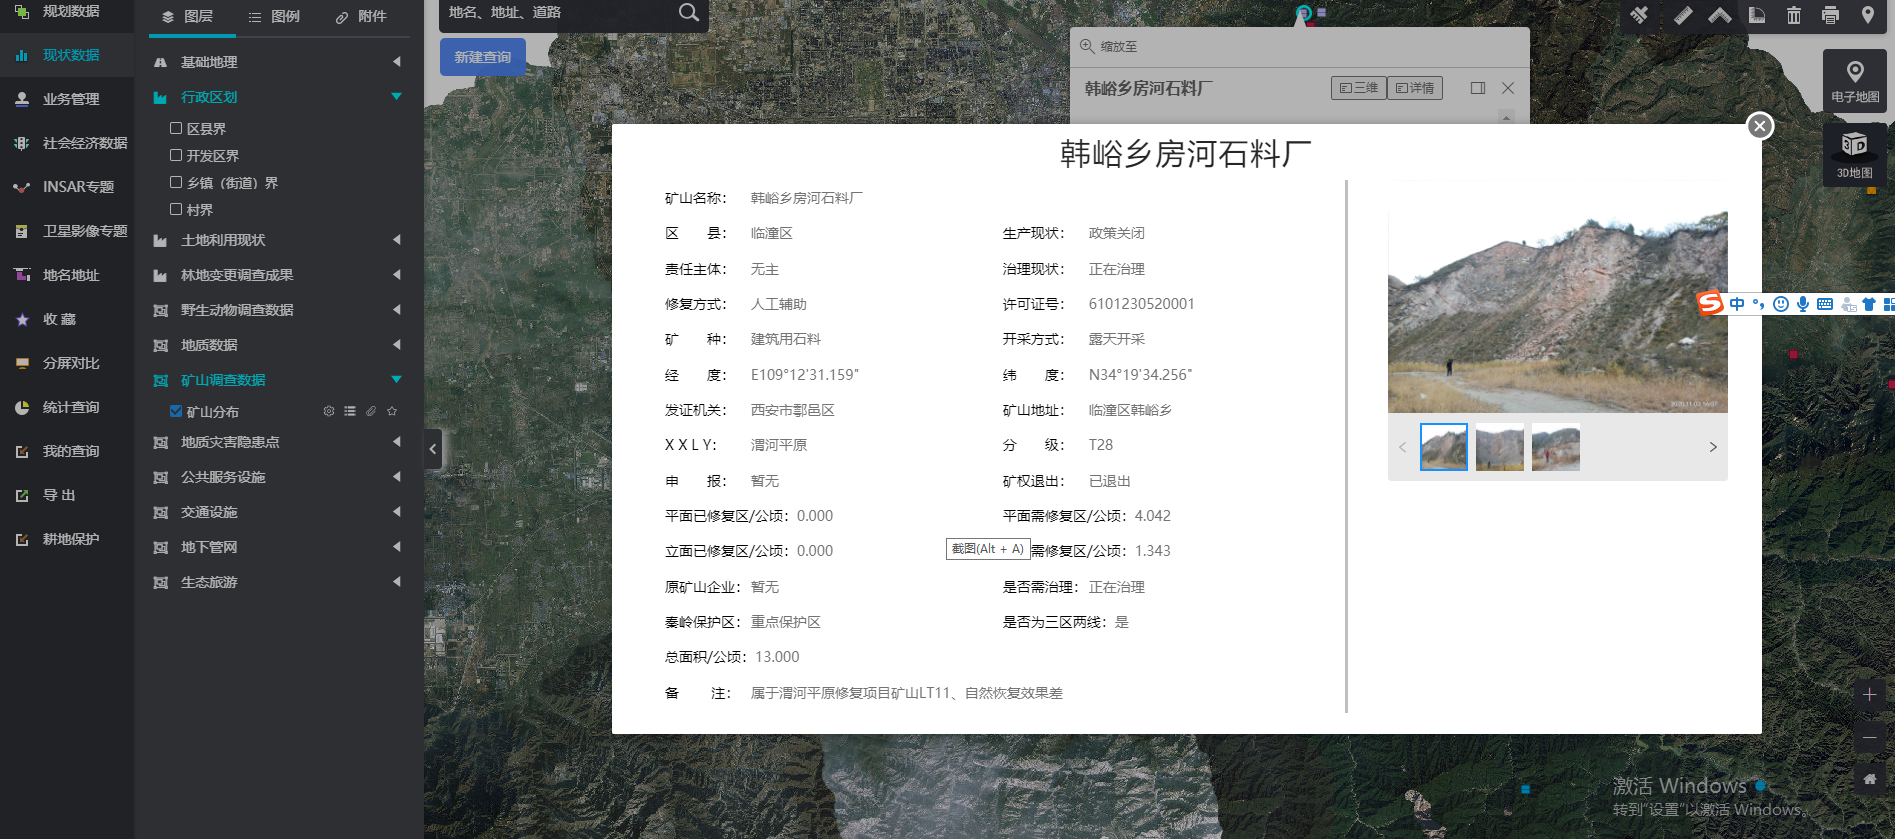 规划数据
现状数据
业务管理
社会经济数据
INSAR专题
卫星影像专题
地名地址
收 藏
分屏对比
统计查询
我的查询
导 出
耕地保护
图层 图例 附件
基础地理
行政区划
区县界
开发区界
乡镇（街道）界
村界
土地利用现状
林地变更调查成果
野生动物调查数据
地质数据
矿山调查数据
矿山分布
地质灾害隐患点
公共服务设施
交通设施
地下管网
生态旅游
地名、地址、道路
新建查询
缩放至
韩峪乡房河石料厂 三维 详情
电子地图
3D
3D地图
韩峪乡房河石料厂
矿山名称： 韩峪乡房河石料厂
区 县： 临潼区 生产现状： 政策关闭
责任主体： 无主 治理现状： 正在治理
修复方式： 人工辅助 许可证号： 6101230520001
矿 种： 建筑用石料 开采方式： 露天开采
经 度： E109°12'31.159" 纬 度： N34°19'34.256"
发证机关： 西安市鄠邑区 矿山地址： 临潼区韩峪乡
X X L Y： 渭河平原 分 级： T28
申 报： 暂无 矿权退出： 已退出
平面已修复区/公顷：0.000 平面需修复区/公顷：4.042
立面已修复区/公顷：0.000 截图(Alt + A) 需修复区/公顷：1.343
原矿山企业： 暂无 是否需治理： 正在治理
秦岭保护区： 重点保护区 是否为三区两线：是
总面积/公顷：13.000
备 注： 属于渭河平原修复项目矿山LT11、自然恢复效果差
中
激活 Windows
转到"设置"以激活 Windows。